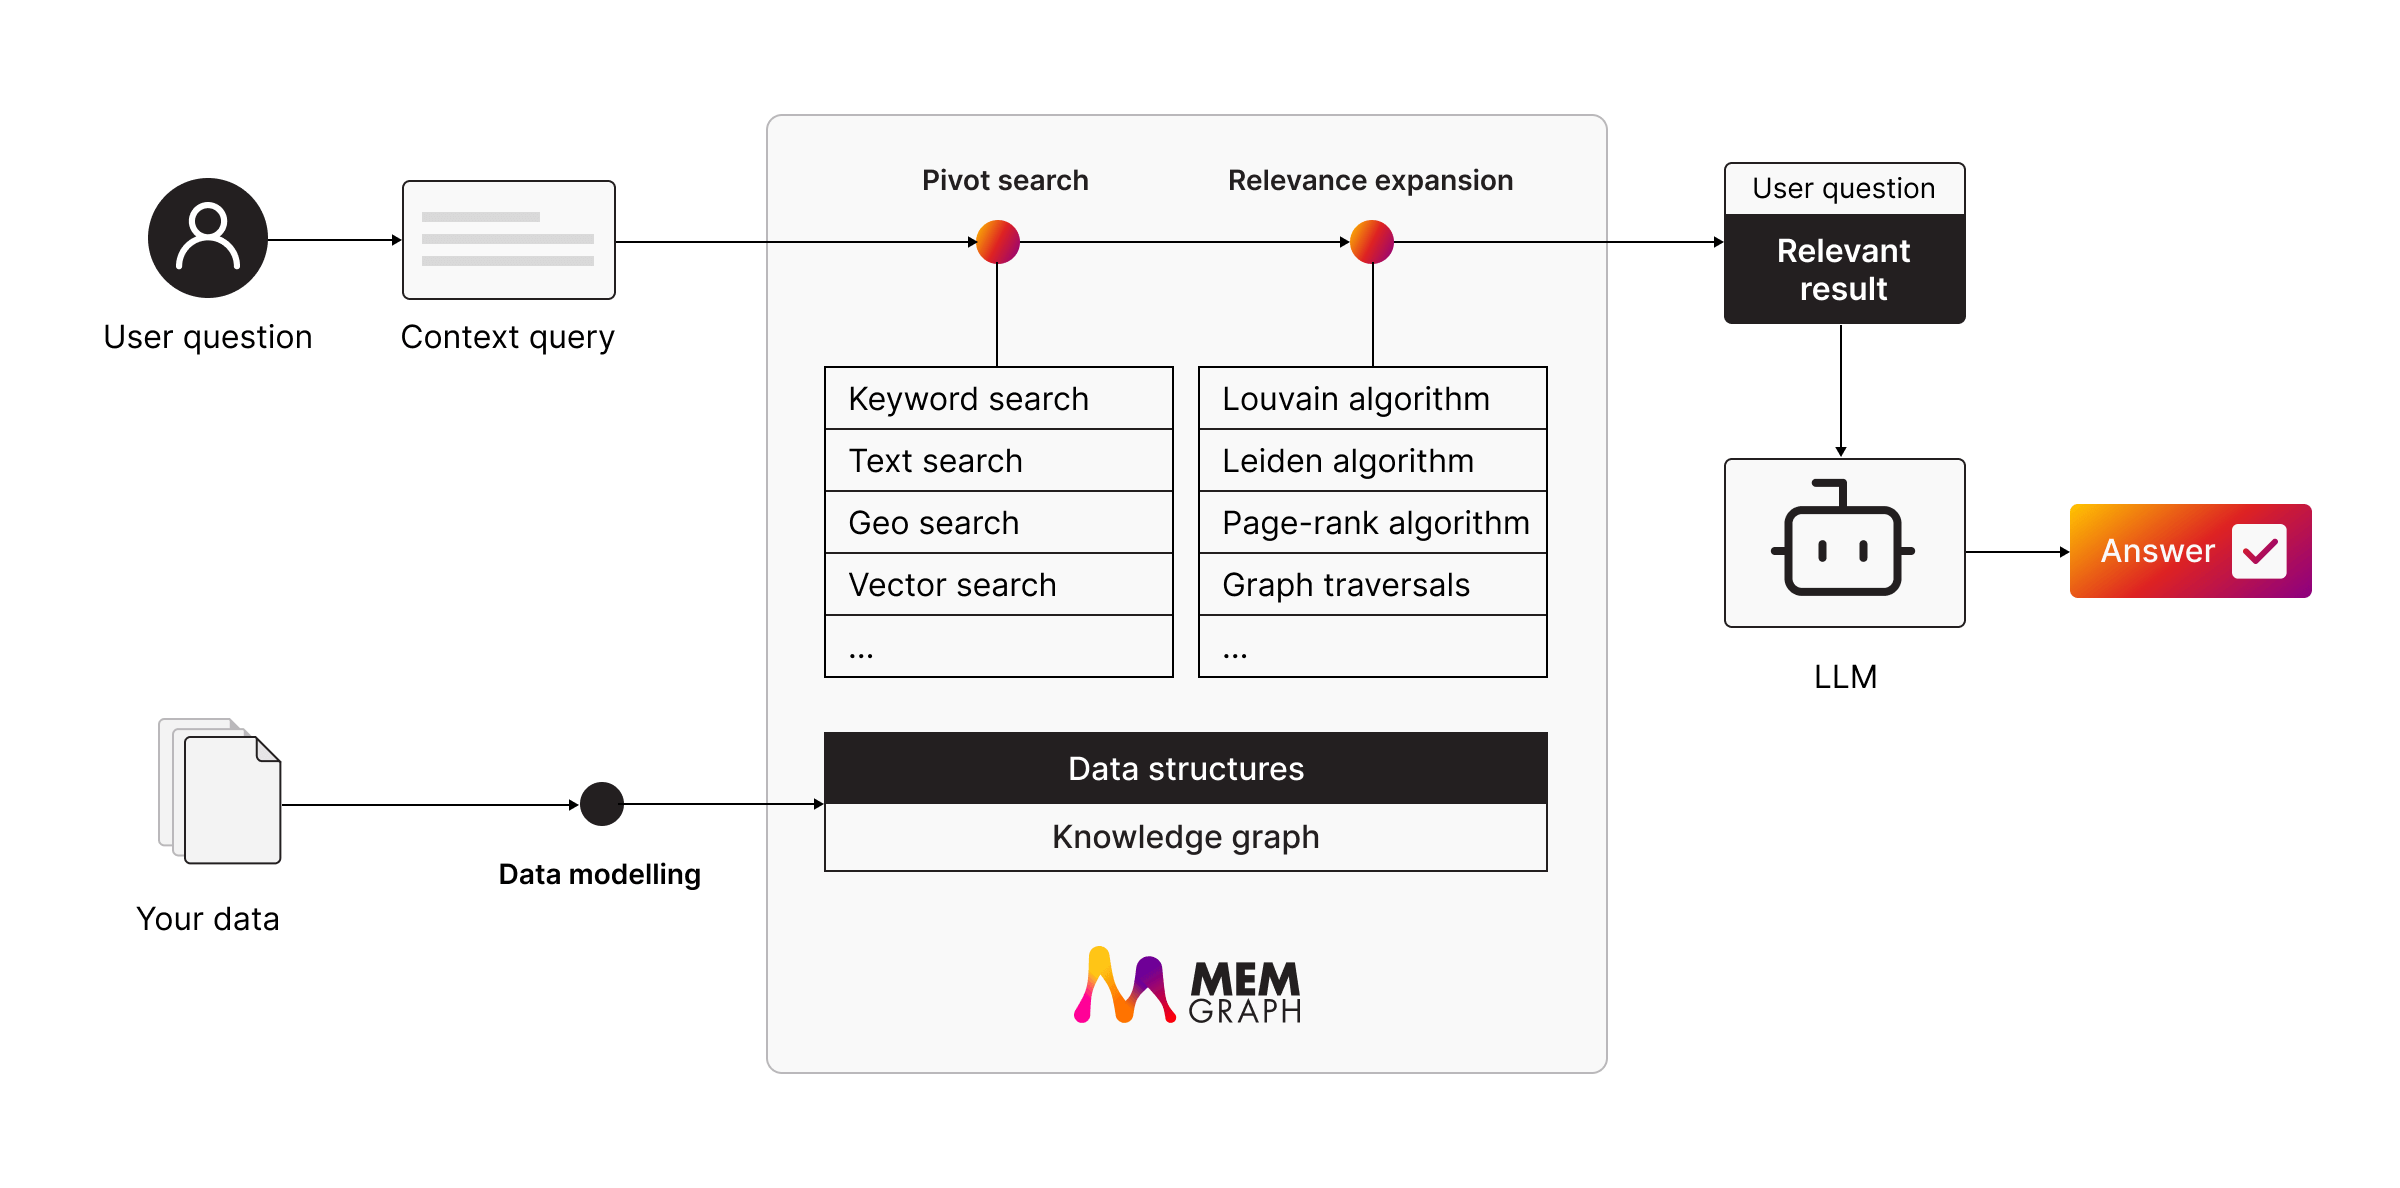 Pivot search
Relevance expansion
User question
Relevant
result
User question
Context query
Keyword search
Text search
Geo search
Vector search
...
Louvain algorithm
Leiden algorithm
Page-rank algorithm
Graph traversals
...
Answer
LLM
Data structures
Knowledge graph
Data modelling
Your data
MEM
GRAPH